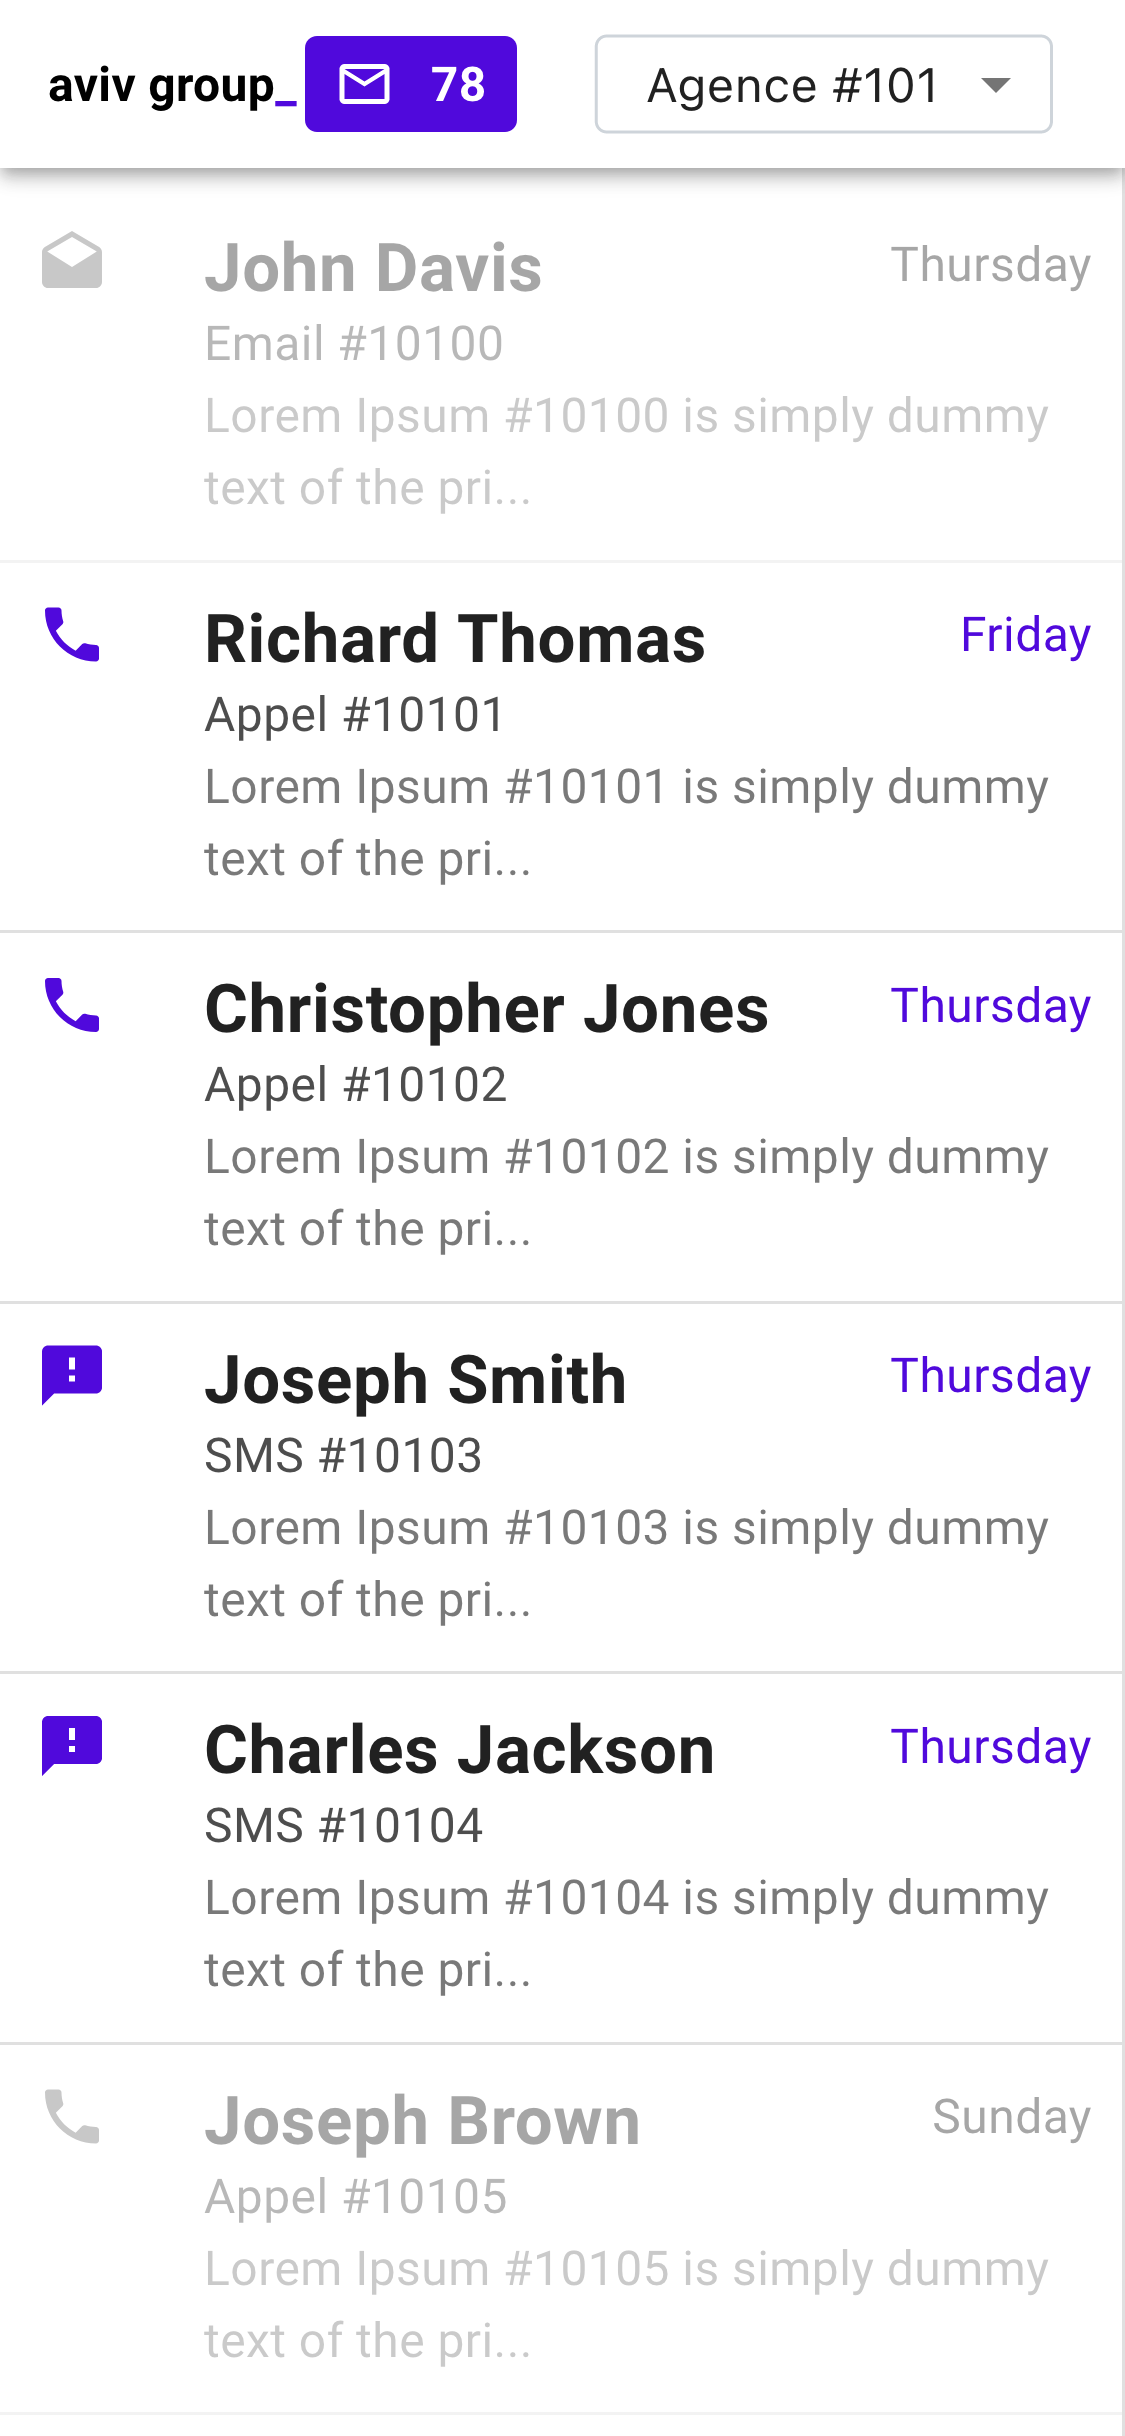 aviv group_ 78 Agence #101
John Davis Thursday
Email #10100
Lorem Ipsum #10100 is simply dummy
text of the pri...
Richard Thomas Friday
Appel #10101
Lorem Ipsum #10101 is simply dummy
text of the pri...
Christopher Jones Thursday
Appel #10102
Lorem Ipsum #10102 is simply dummy
text of the pri...
Joseph Smith Thursday
SMS #10103
Lorem Ipsum #10103 is simply dummy
text of the pri...
Charles Jackson Thursday
SMS #10104
Lorem Ipsum #10104 is simply dummy
text of the pri...
Joseph Brown Sunday
Appel #10105
Lorem Ipsum #10105 is simply dummy
text of the pri...